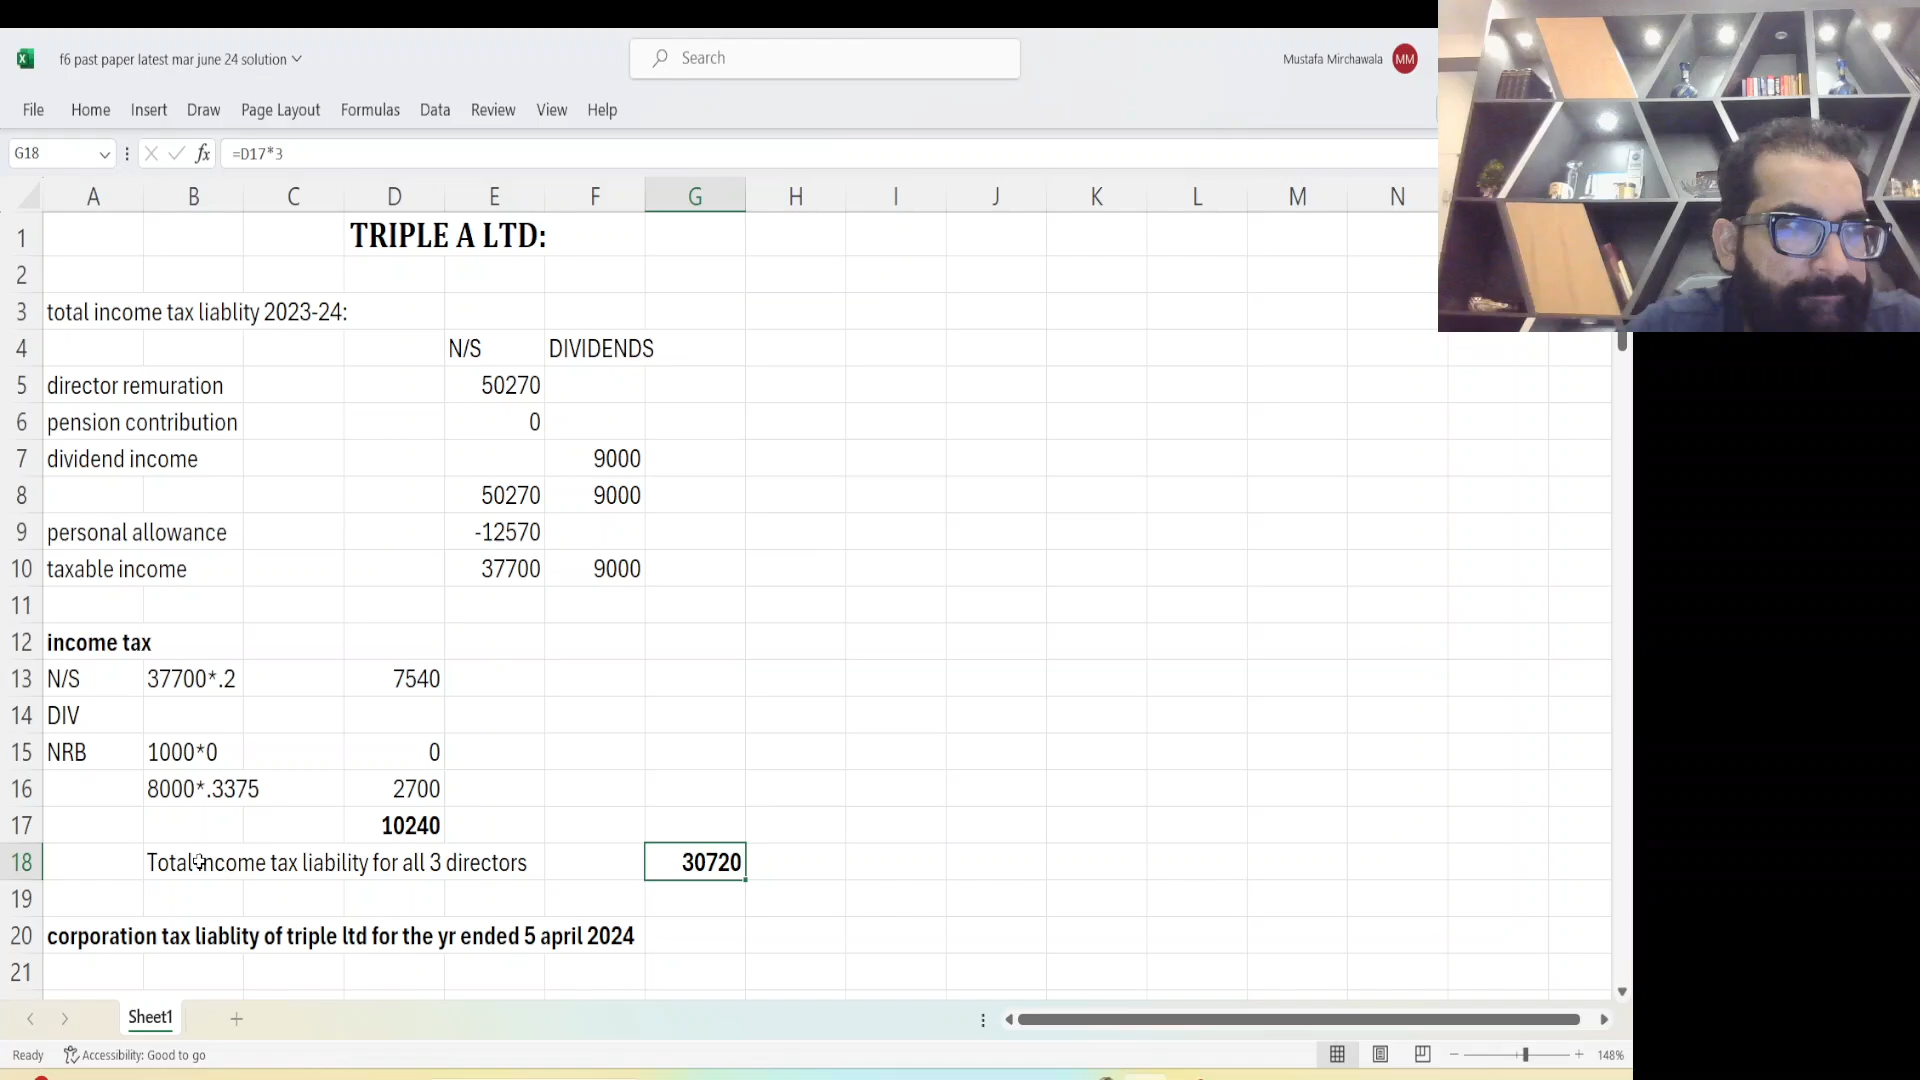 f6 past paper latest mar june 24 solution
Search
Mustafa Mirchawala MM
File Home Insert Draw Page Layout Formulas Data Review View Help
G18 fx =D17*3
A B C D E F G H I J K L M N
1 TRIPLE A LTD:
2
3 total income tax liablity 2023-24:
4 N/S DIVIDENDS
5 director remuration 50270
6 pension contribution 0
7 dividend income 9000
8 50270 9000
9 personal allowance -12570
10 taxable income 37700 9000
11
12 income tax
13 N/S 37700*.2 7540
14 DIV
15 NRB 1000*0 0
16 8000*.3375 2700
17 10240
18 Total income tax liability for all 3 directors 30720
19
20 corporation tax liablity of triple ltd for the yr ended 5 april 2024
21
Sheet1
Ready Accessibility: Good to go 148%